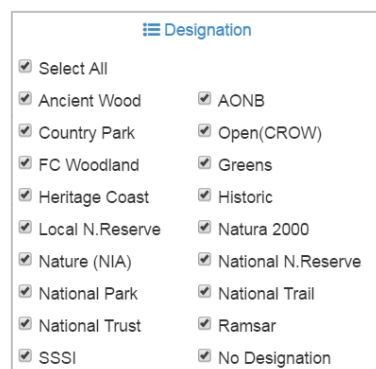 Designation
Select All
Ancient Wood AONB
Country Park Open(CROW)
FC Woodland Greens
Heritage Coast Historic
Local N.Reserve Natura 2000
Nature (NIA) National N.Reserve
National Park National Trail
National Trust Ramsar
SSSI No Designation